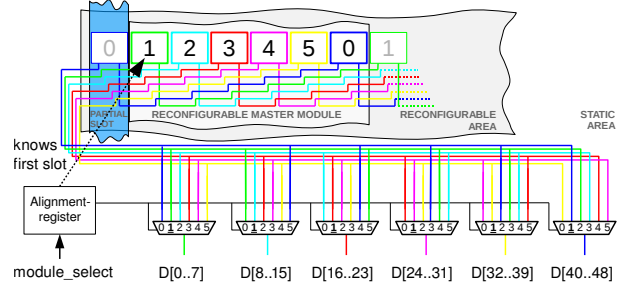 0 1 2 3 4 5 0 1
PARTIAL SLOT
RECONFIGURABLE MASTER MODULE
RECONFIGURABLE AREA
STATIC AREA
knows first slot
Alignment-
register
0 1 2 3 4 5 0 1 2 3 4 5 0 1 2 3 4 5 0 1 2 3 4 5 0 1 2 3 4 5 0 1 2 3 4 5
module_select D[0..7] D[8..15] D[16..23] D[24..31] D[32..39] D[40..48]